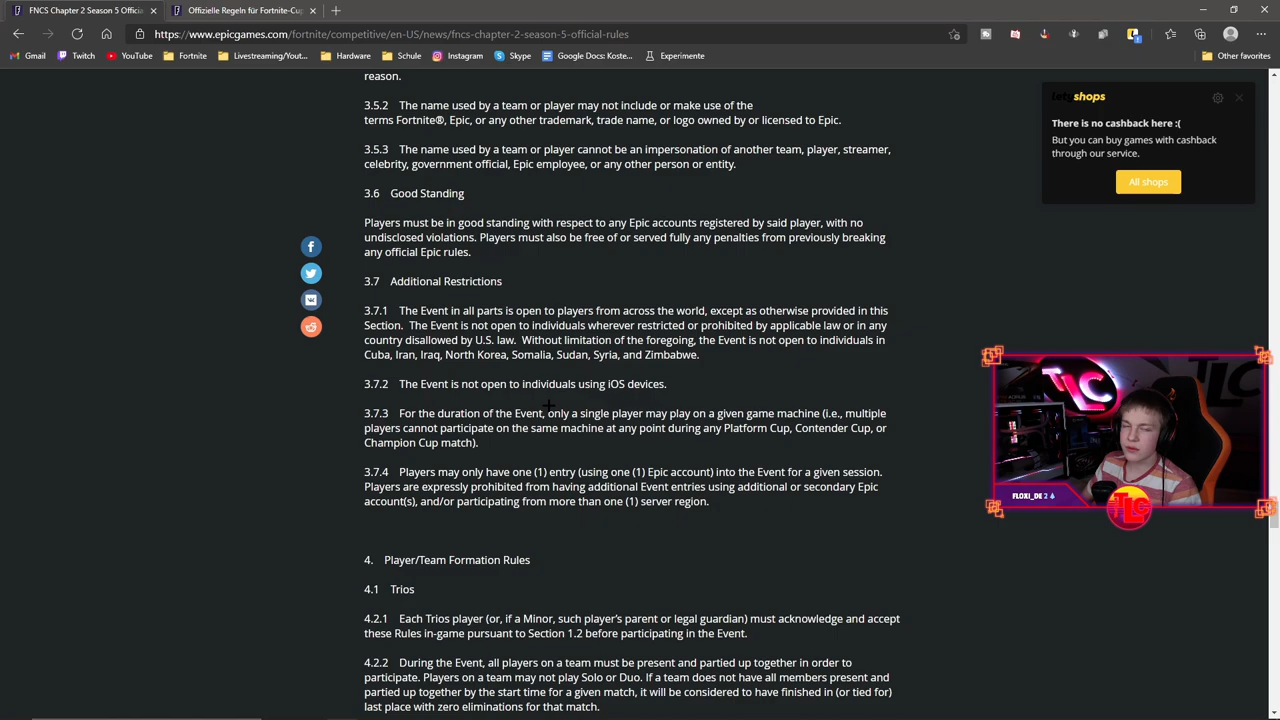 FNCS Chapter 2 Season 5 Offici
Offizielle Regeln für Fortnite-Cup
https://www.epicgames.com/fortnite/competitive/en-US/news/fncs-chapter-2-season-5-official-rules
Gmail Twitch YouTube Fortnite Livestreaming/Yout... Hardware Schule Instagram Skype Google Docs: Koste... Experimente Other favorites
reason.
3.5.2 The name used by a team or player may not include or make use of the
terms Fortnite®, Epic, or any other trademark, trade name, or logo owned by or licensed to Epic.
3.5.3 The name used by a team or player cannot be an impersonation of another team, player, streamer,
celebrity, government official, Epic employee, or any other person or entity.
3.6 Good Standing
Players must be in good standing with respect to any Epic accounts registered by said player, with no
undisclosed violations. Players must also be free of or served fully any penalties from previously breaking
any official Epic rules.
3.7 Additional Restrictions
3.7.1 The Event in all parts is open to players from across the world, except as otherwise provided in this
Section. The Event is not open to individuals wherever restricted or prohibited by applicable law or in any
country disallowed by U.S. law. Without limitation of the foregoing, the Event is not open to individuals in
Cuba, Iran, Iraq, North Korea, Somalia, Sudan, Syria, and Zimbabwe.
3.7.2 The Event is not open to individuals using iOS devices.
3.7.3 For the duration of the Event, only a single player may play on a given game machine (i.e., multiple
players cannot participate on the same machine at any point during any Platform Cup, Contender Cup, or
Champion Cup match).
3.7.4 Players may only have one (1) entry (using one (1) Epic account) into the Event for a given session.
Players are expressly prohibited from having additional Event entries using additional or secondary Epic
account(s), and/or participating from more than one (1) server region.
4. Player/Team Formation Rules
4.1 Trios
4.2.1 Each Trios player (or, if a Minor, such player's parent or legal guardian) must acknowledge and accept
these Rules in-game pursuant to Section 1.2 before participating in the Event.
4.2.2 During the Event, all players on a team must be present and partied up together in order to
participate. Players on a team may not play Solo or Duo. If a team does not have all members present and
partied up together by the start time for a given match, it will be considered to have finished in (or tied for)
last place with zero eliminations for that match.
letyshops
There is no cashback here :(
But you can buy games with cashback
through our service.
All shops
TLC
FLOXI_DE 2
TLC